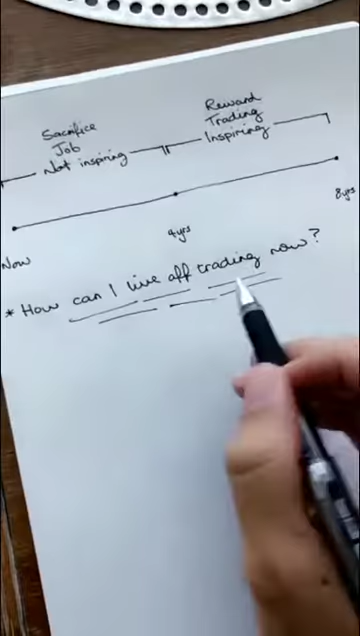 Sacrifice
Job
Not inspiring
Reward
Trading
Inspiring
Now
4yrs
8yrs
* How can I live off trading now?